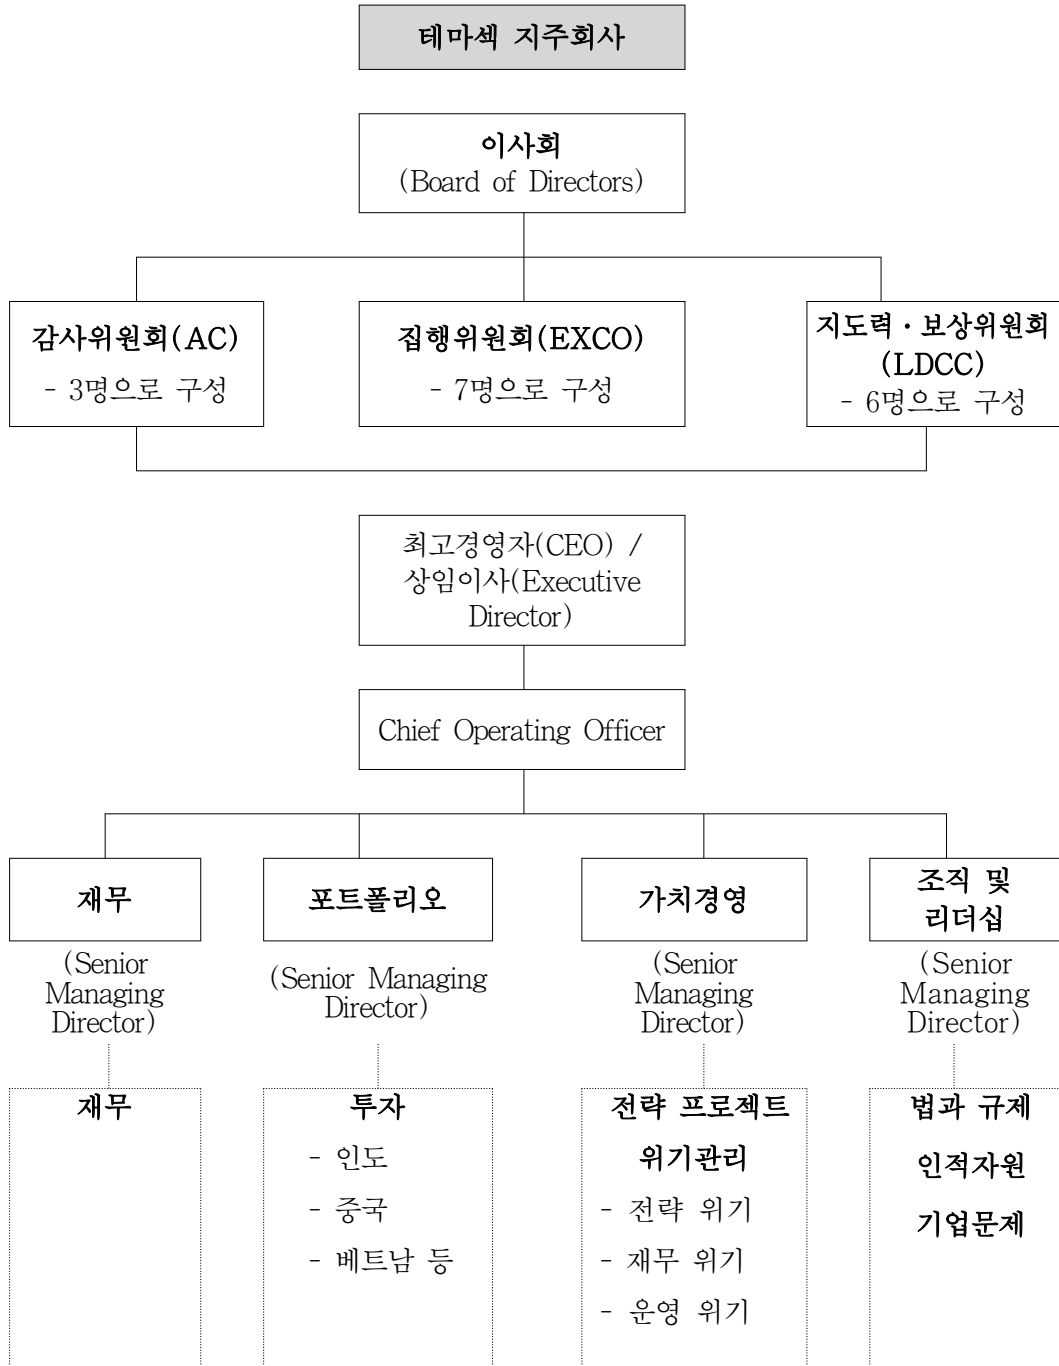 테마섹 지주회사
이사회
(Board of Directors)
감사위원회(AC)
- 3명으로 구성
집행위원회(EXCO)
- 7명으로 구성
지도력·보상위원회
(LDCC)
- 6명으로 구성
최고경영자(CEO) /
상임이사(Executive
Director)
Chief Operating Officer
재무
포트폴리오
가치경영
조직 및
리더십
(Senior
Managing
Director)
(Senior Managing
Director)
(Senior
Managing
Director)
(Senior
Managing
Director)
재무
투자
- 인도
- 중국
- 베트남 등
전략 프로젝트
위기관리
- 전략 위기
- 재무 위기
- 운영 위기
법과 규제
인적자원
기업문제